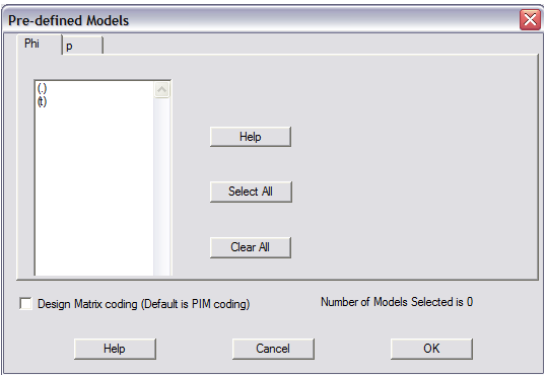 Pre-defined Models
Phi
p
(.)
(t)
Help
Select All
Clear All
Design Matrix coding (Default is PIM coding)
Number of Models Selected is 0
Help
Cancel
OK